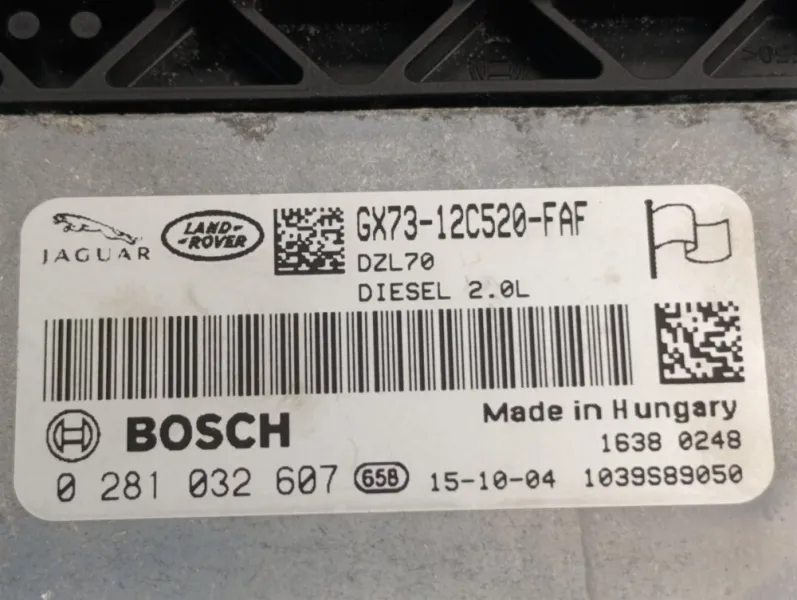 JAGUAR
LAND-
-ROVER
GX73-12C520-FAF
DZL70
DIESEL 2.0L
BOSCH
Made in Hungary
1638 0248
0 281 032 607 65B 15-10-04 1039S89050